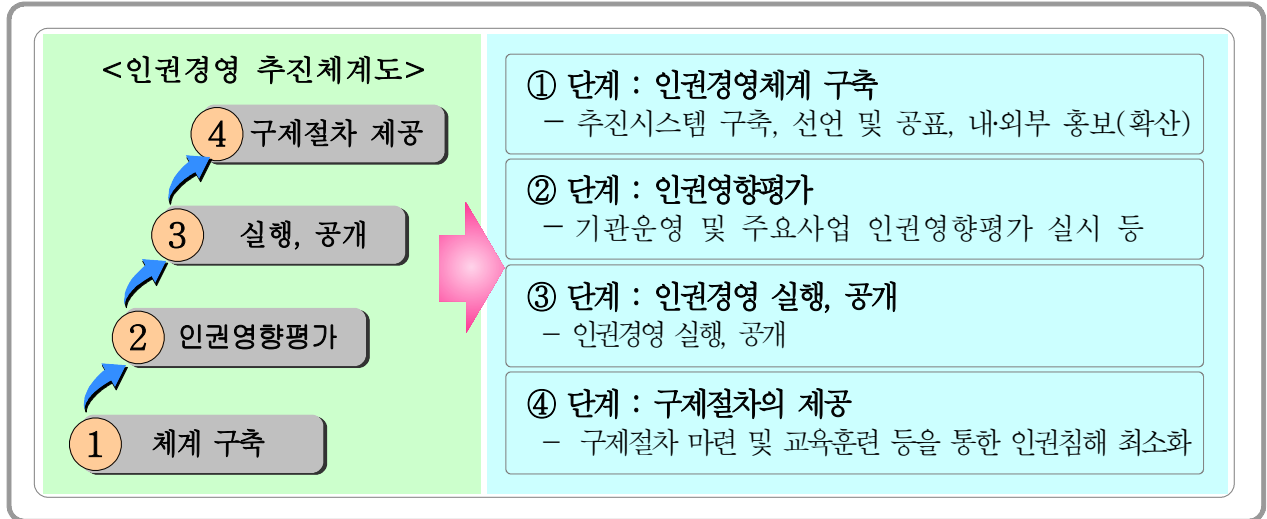 <인권경영 추진체계도>
4 구제절차 제공
3 실행, 공개
2 인권영향평가
1 체계 구축
① 단계 : 인권경영체계 구축
- 추진시스템 구축, 선언 및 공표, 내·외부 홍보(확산)
② 단계 : 인권영향평가
- 기관운영 및 주요사업 인권영향평가 실시 등
③ 단계 : 인권경영 실행, 공개
- 인권경영 실행, 공개
④ 단계 : 구제절차의 제공
- 구제절차 마련 및 교육훈련 등을 통한 인권침해 최소화